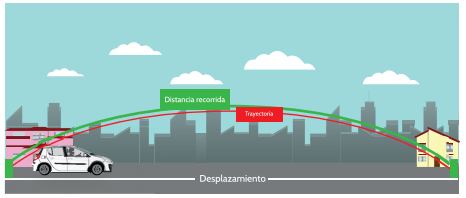 Distancia recorrida
Trayectoria
Desplazamiento